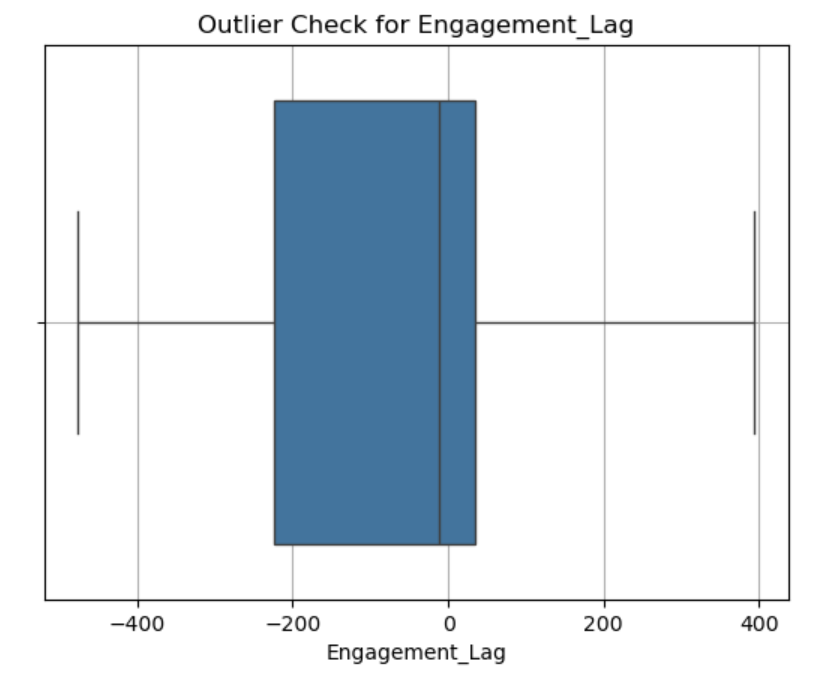 Outlier Check for Engagement_Lag
−400 −200 0 200 400
Engagement_Lag